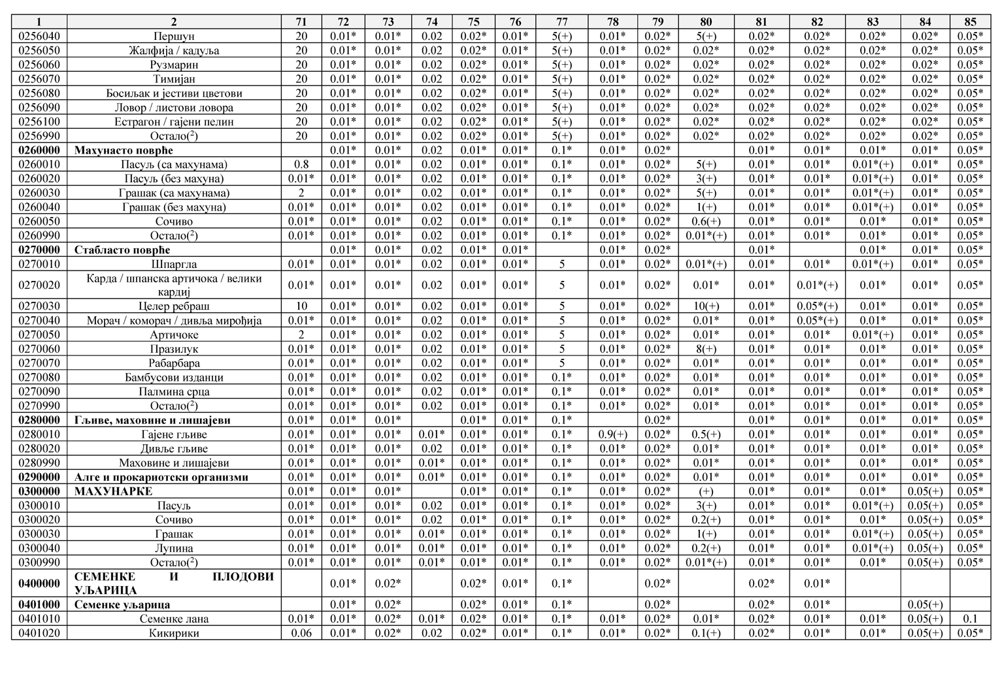 1 2 71 72 73 74 75 76 77 78 79 80 81 82 83 84 85
0256040 Першун 20 0.01* 0.01* 0.02 0.02* 0.01* 5(+) 0.01* 0.02* 5(+) 0.02* 0.02* 0.02* 0.02* 0.05*
0256050 Жалфија / кадуља 20 0.01* 0.01* 0.02 0.02* 0.01* 5(+) 0.01* 0.02* 0.02* 0.02* 0.02* 0.02* 0.02* 0.05*
0256060 Рузмарин 20 0.01* 0.01* 0.02 0.02* 0.01* 5(+) 0.01* 0.02* 0.02* 0.02* 0.02* 0.02* 0.02* 0.05*
0256070 Тимијан 20 0.01* 0.01* 0.02 0.02* 0.01* 5(+) 0.01* 0.02* 0.02* 0.02* 0.02* 0.02* 0.02* 0.05*
0256080 Босиљак и јестиви цветови 20 0.01* 0.01* 0.02 0.02* 0.01* 5(+) 0.01* 0.02* 0.02* 0.02* 0.02* 0.02* 0.02* 0.05*
0256090 Ловор / листови ловора 20 0.01* 0.01* 0.02 0.02* 0.01* 5(+) 0.01* 0.02* 0.02* 0.02* 0.02* 0.02* 0.02* 0.05*
0256100 Естрагон / гајени пелин 20 0.01* 0.01* 0.02 0.02* 0.01* 5(+) 0.01* 0.02* 0.02* 0.02* 0.02* 0.02* 0.02* 0.05*
0256990 Остало(²) 20 0.01* 0.01* 0.02 0.02* 0.01* 5(+) 0.01* 0.02* 0.02* 0.02* 0.02* 0.02* 0.02* 0.05*
0260000 Махунасто поврће 0.01* 0.01* 0.02 0.01* 0.01* 0.1* 0.01* 0.02* 0.01* 0.01* 0.01* 0.01* 0.05*
0260010 Пасуљ (са махунама) 0.8 0.01* 0.01* 0.02 0.01* 0.01* 0.1* 0.01* 0.02* 5(+) 0.01* 0.01* 0.01*(+) 0.01* 0.05*
0260020 Пасуљ (без махуна) 0.01* 0.01* 0.01* 0.02 0.01* 0.01* 0.1* 0.01* 0.02* 3(+) 0.01* 0.01* 0.01*(+) 0.01* 0.05*
0260030 Грашак (са махунама) 2 0.01* 0.01* 0.02 0.01* 0.01* 0.1* 0.01* 0.02* 5(+) 0.01* 0.01* 0.01*(+) 0.01* 0.05*
0260040 Грашак (без махуна) 0.01* 0.01* 0.01* 0.02 0.01* 0.01* 0.1* 0.01* 0.02* 1(+) 0.01* 0.01* 0.01*(+) 0.01* 0.05*
0260050 Сочиво 0.01* 0.01* 0.01* 0.02 0.01* 0.01* 0.1* 0.01* 0.02* 0.6(+) 0.01* 0.01* 0.01* 0.01* 0.05*
0260990 Остало(²) 0.01* 0.01* 0.01* 0.02 0.01* 0.01* 0.1* 0.01* 0.02* 0.01*(+) 0.01* 0.01* 0.01* 0.01* 0.05*
0270000 Стабласто поврће 0.01* 0.01* 0.02 0.01* 0.01* 0.01* 0.02* 0.01* 0.01* 0.01* 0.05*
0270010 Шпаргла 0.01* 0.01* 0.01* 0.02 0.01* 0.01* 5 0.01* 0.02* 0.01*(+) 0.01* 0.01* 0.01*(+) 0.01* 0.05*
0270020 Карда / шпанска артичока / велики
кардиј 0.01* 0.01* 0.01* 0.02 0.01* 0.01* 5 0.01* 0.02* 0.01* 0.01* 0.01*(+) 0.01* 0.01* 0.05*
0270030 Целер ребраш 10 0.01* 0.01* 0.02 0.01* 0.01* 5 0.01* 0.02* 10(+) 0.01* 0.05*(+) 0.01* 0.01* 0.05*
0270040 Морач / коморач / дивља мирођија 0.01* 0.01* 0.01* 0.02 0.01* 0.01* 5 0.01* 0.02* 0.01* 0.01* 0.05*(+) 0.01* 0.01* 0.05*
0270050 Артичоке 2 0.01* 0.01* 0.02 0.01* 0.01* 5 0.01* 0.02* 0.01* 0.01* 0.01* 0.01*(+) 0.01* 0.05*
0270060 Празилук 0.01* 0.01* 0.01* 0.02 0.01* 0.01* 5 0.01* 0.02* 8(+) 0.01* 0.01* 0.01* 0.01* 0.05*
0270070 Рабарбара 0.01* 0.01* 0.01* 0.02 0.01* 0.01* 5 0.01* 0.02* 0.01* 0.01* 0.01* 0.01* 0.01* 0.05*
0270080 Бамбусови изданци 0.01* 0.01* 0.01* 0.02 0.01* 0.01* 0.1* 0.01* 0.02* 0.01* 0.01* 0.01* 0.01* 0.01* 0.05*
0270090 Палмина срца 0.01* 0.01* 0.01* 0.02 0.01* 0.01* 0.1* 0.01* 0.02* 0.01* 0.01* 0.01* 0.01* 0.01* 0.05*
0270990 Остало(²) 0.01* 0.01* 0.01* 0.02 0.01* 0.01* 0.1* 0.01* 0.02* 0.01* 0.01* 0.01* 0.01* 0.01* 0.05*
0280000 Гљиве, маховине и лишајеви 0.01* 0.01* 0.01* 0.01* 0.01* 0.1* 0.02* 0.01* 0.01* 0.01* 0.01* 0.05*
0280010 Гајене гљиве 0.01* 0.01* 0.01* 0.01* 0.01* 0.01* 0.1* 0.9(+) 0.02* 0.5(+) 0.01* 0.01* 0.01* 0.01* 0.05*
0280020 Дивље гљиве 0.01* 0.01* 0.01* 0.02 0.01* 0.01* 0.1* 0.01* 0.02* 0.01* 0.01* 0.01* 0.01* 0.01* 0.05*
0280990 Маховине и лишајеви 0.01* 0.01* 0.01* 0.01* 0.01* 0.01* 0.1* 0.01* 0.02* 0.01* 0.01* 0.01* 0.01* 0.01* 0.05*
0290000 Алге и прокариотски организми 0.01* 0.01* 0.01* 0.01* 0.01* 0.01* 0.1* 0.01* 0.02* 0.01* 0.01* 0.01* 0.01* 0.01* 0.05*
0300000 МАХУНАРКЕ 0.01* 0.01* 0.01* 0.01* 0.01* 0.1* 0.01* 0.02* (+) 0.01* 0.01* 0.01* 0.05(+) 0.05*
0300010 Пасуљ 0.01* 0.01* 0.01* 0.02 0.01* 0.01* 0.1* 0.01* 0.02* 3(+) 0.01* 0.01* 0.01*(+) 0.05(+) 0.05*
0300020 Сочиво 0.01* 0.01* 0.01* 0.02 0.01* 0.01* 0.1* 0.01* 0.02* 0.2(+) 0.01* 0.01* 0.01* 0.05(+) 0.05*
0300030 Грашак 0.01* 0.01* 0.01* 0.01* 0.01* 0.01* 0.1* 0.01* 0.02* 1(+) 0.01* 0.01* 0.01*(+) 0.05(+) 0.05*
0300040 Лупина 0.01* 0.01* 0.01* 0.01* 0.01* 0.01* 0.1* 0.01* 0.02* 0.2(+) 0.01* 0.01* 0.01*(+) 0.05(+) 0.05*
0300990 Остало(²) 0.01* 0.01* 0.01* 0.01* 0.01* 0.01* 0.1* 0.01* 0.02* 0.01*(+) 0.01* 0.01* 0.01* 0.05(+) 0.05*
0400000 СЕМЕНКЕ И ПЛОДОВИ
УЉАРИЦА 0.01* 0.02* 0.02* 0.01* 0.1* 0.02* 0.02* 0.01*
0401000 Семенке уљарица 0.01* 0.02* 0.02* 0.01* 0.1* 0.02* 0.02* 0.01* 0.05(+)
0401010 Семенке лана 0.01* 0.01* 0.02* 0.01* 0.02* 0.01* 0.1* 0.01* 0.02* 0.01* 0.02* 0.01* 0.01* 0.05(+) 0.1
0401020 Кикирики 0.06 0.01* 0.02* 0.02 0.02* 0.01* 0.1* 0.01* 0.02* 0.1(+) 0.02* 0.01* 0.01* 0.05(+) 0.05*